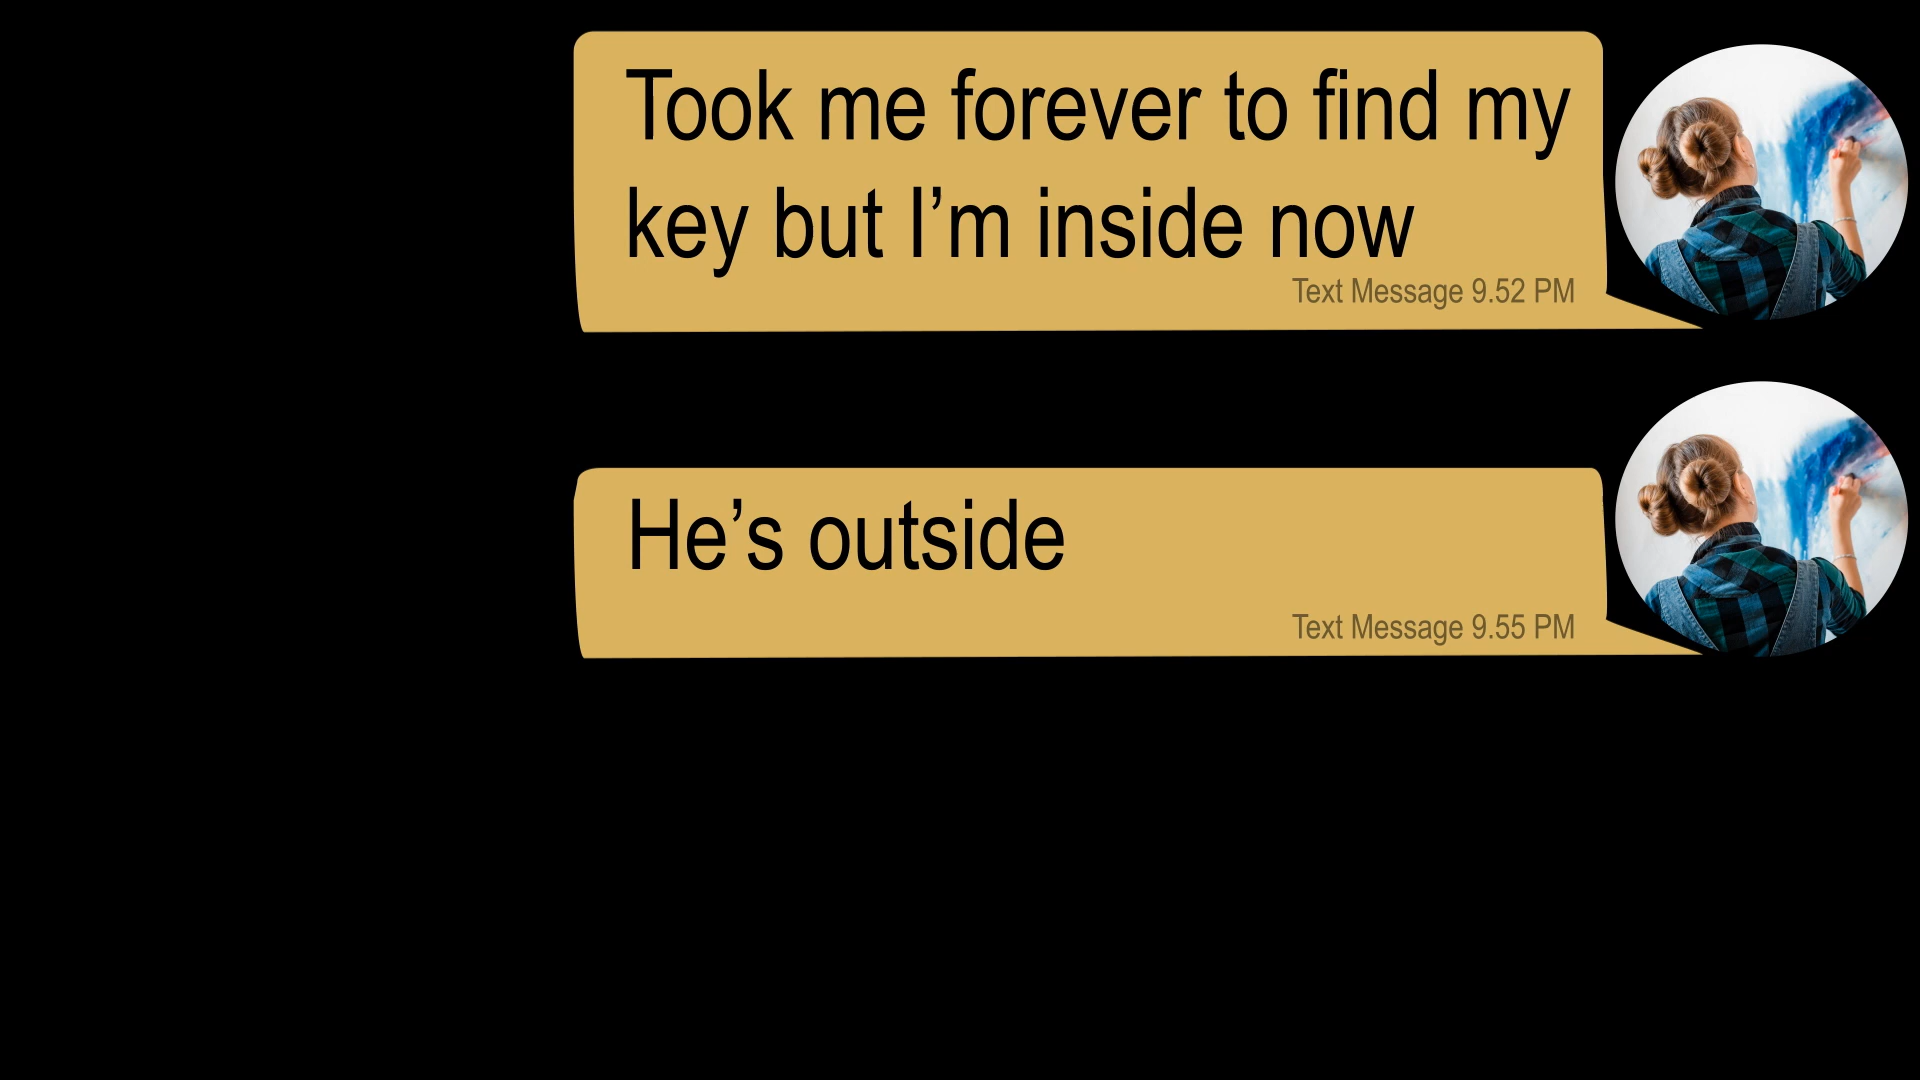 Took me forever to find my
key but I’m inside now
Text Message 9.52 PM
He’s outside
Text Message 9.55 PM